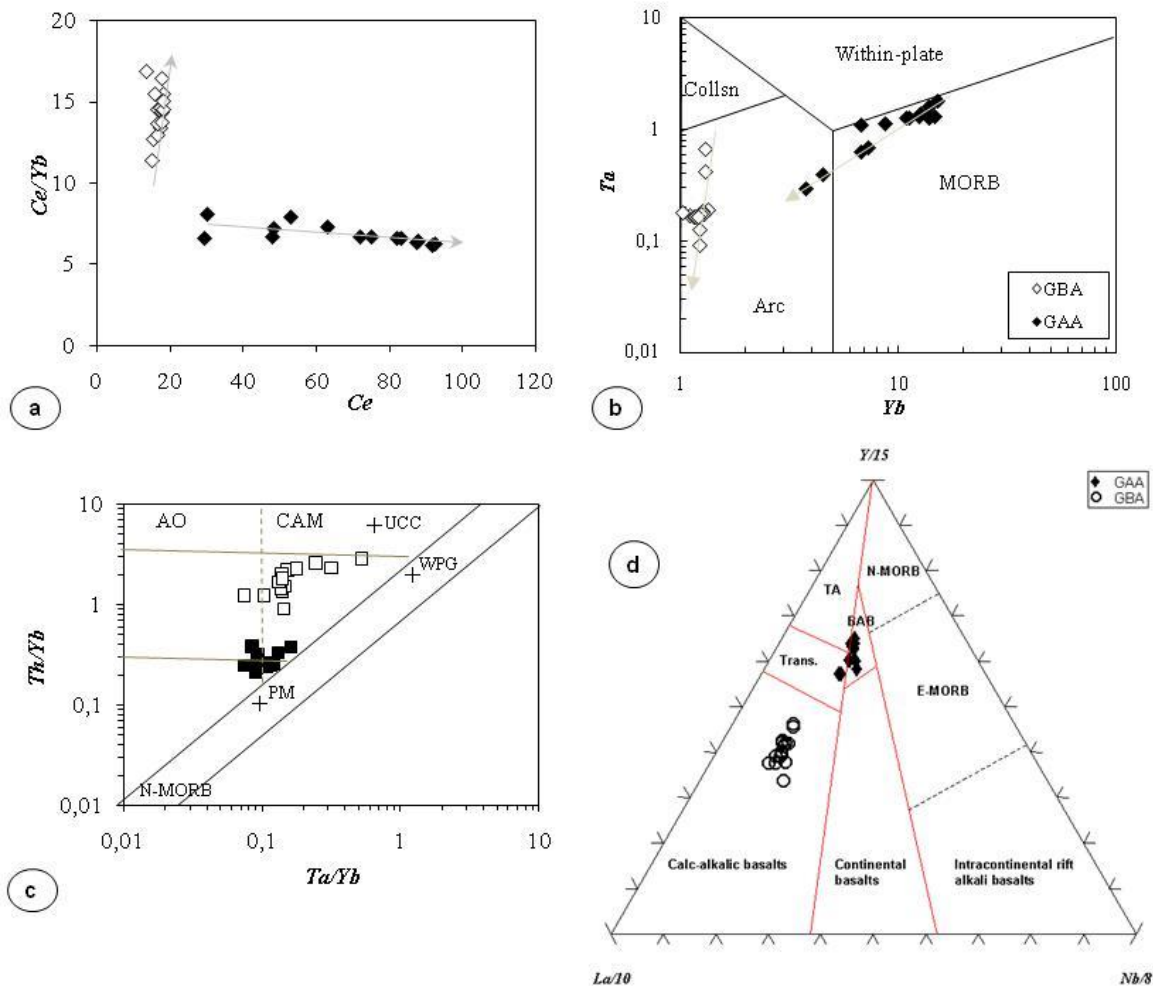 20
15
10
5
0
Ce/Yb
0 20 40 60 80 100 120
Ce
a
10
1
0,1
0,01
Ta
Within-plate
Collsn
MORB
Arc
GBA
GAA
1 10 100
Yb
b
10
1
0,1
0,01
Th/Yb
AO CAM
UCC
WPG
PM
N-MORB
0,01 0,1 1 10
Ta/Yb
c
Y/15
GAA
GBA
d
N-MORB
TA
BAB
Trans.
E-MORB
Calc-alkalic basalts
Continental
basalts
Intracontinental rift
alkali basalts
La/10
Nb/8